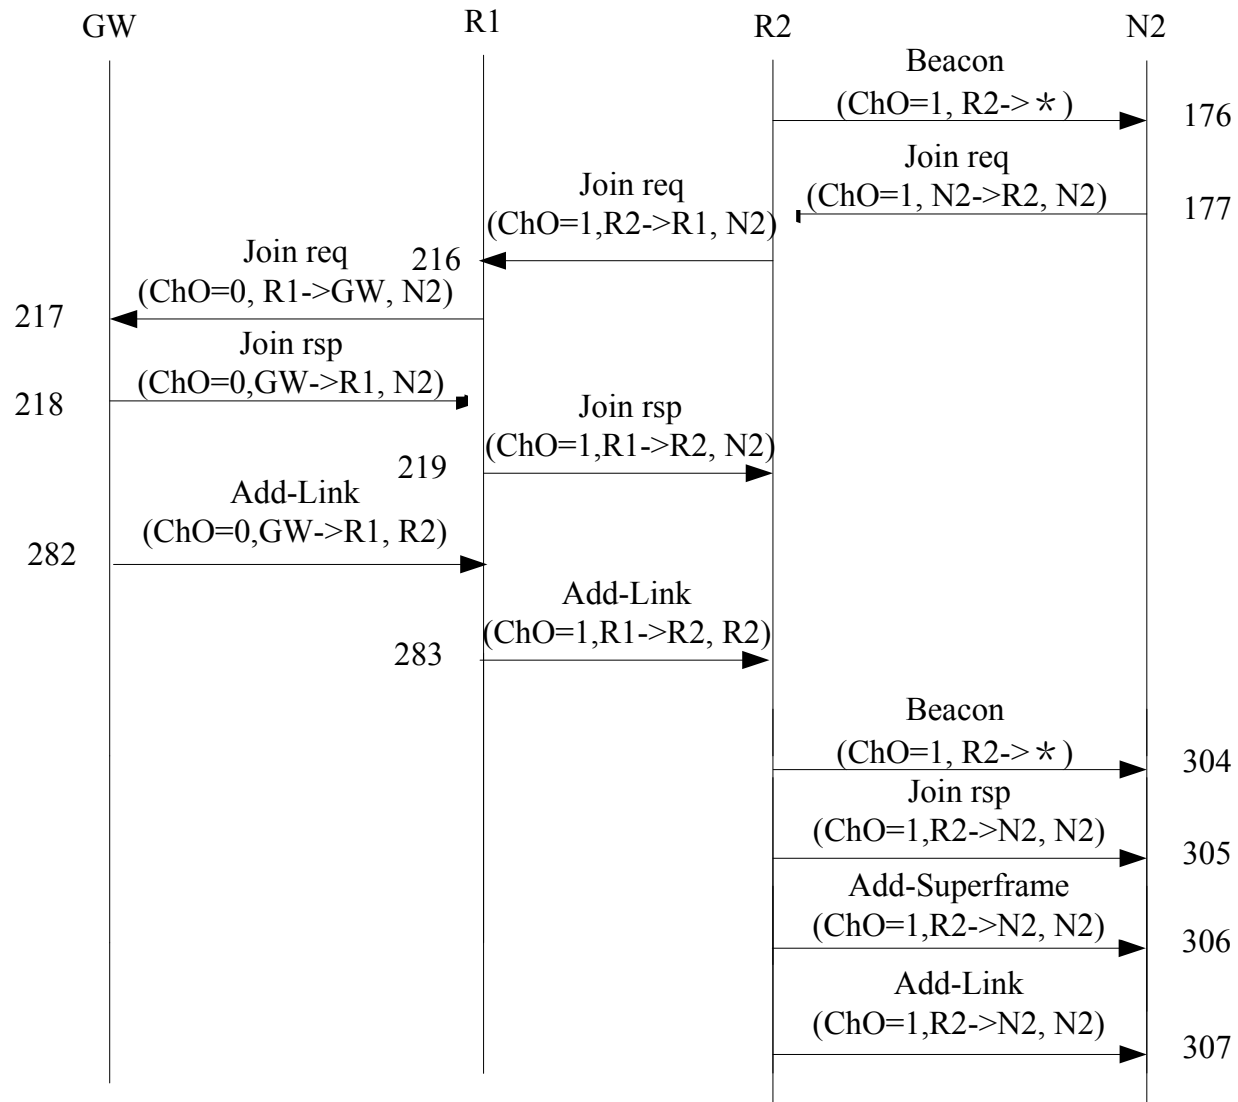 GW
R1
R2
N2
Beacon
(ChO=1, R2->*)
176
Join req
(ChO=1, N2->R2, N2)
177
Join req
(ChO=1,R2->R1, N2)
216
Join req
(ChO=0, R1->GW, N2)
217
Join rsp
(ChO=0,GW->R1, N2)
218
Join rsp
(ChO=1,R1->R2, N2)
219
Add-Link
(ChO=0,GW->R1, R2)
282
Add-Link
(ChO=1,R1->R2, R2)
283
Beacon
(ChO=1, R2->*)
304
Join rsp
(ChO=1,R2->N2, N2)
305
Add-Superframe
(ChO=1,R2->N2, N2)
306
Add-Link
(ChO=1,R2->N2, N2)
307